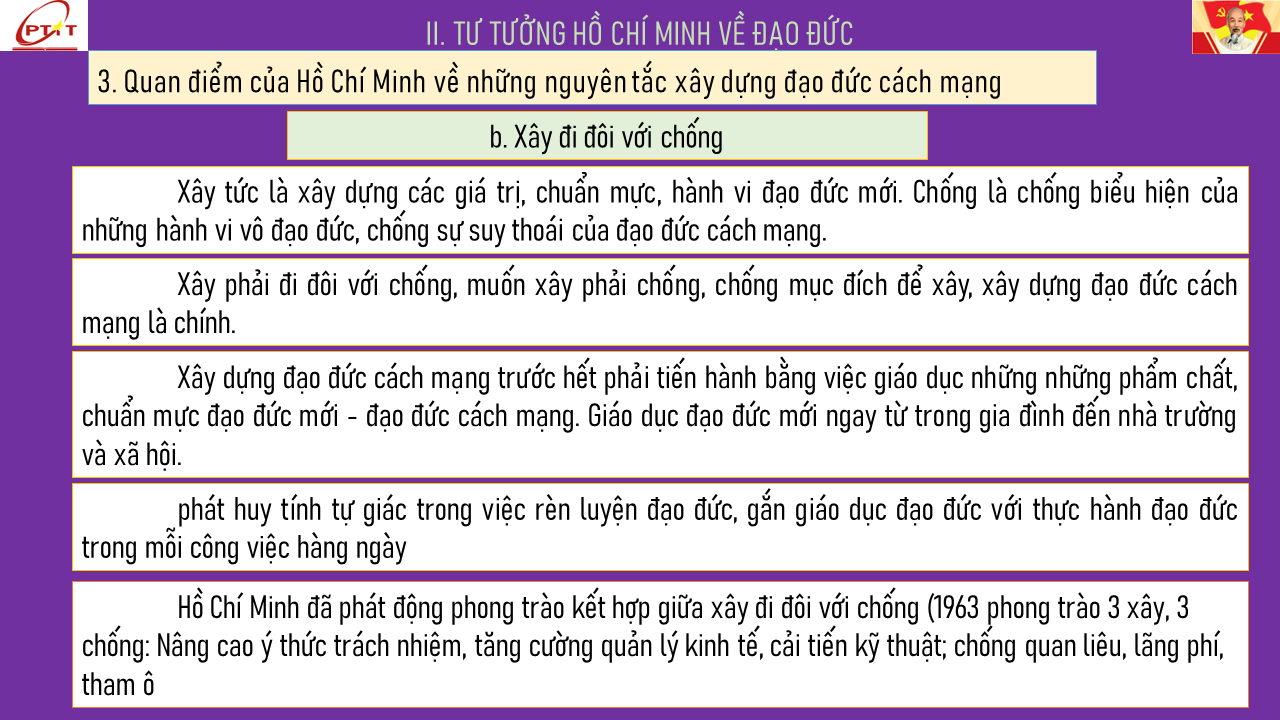 PTIT
II. TƯ TƯỞNG HỒ CHÍ MINH VỀ ĐẠO ĐỨC
3. Quan điểm của Hồ Chí Minh về những nguyên tắc xây dựng đạo đức cách mạng
b. Xây đi đôi với chống
Xây tức là xây dựng các giá trị, chuẩn mực, hành vi đạo đức mới. Chống là chống biểu hiện của
những hành vi vô đạo đức, chống sự suy thoái của đạo đức cách mạng.
Xây phải đi đôi với chống, muốn xây phải chống, chống mục đích để xây, xây dựng đạo đức cách
mạng là chính.
Xây dựng đạo đức cách mạng trước hết phải tiến hành bằng việc giáo dục những những phẩm chất,
chuẩn mực đạo đức mới - đạo đức cách mạng. Giáo dục đạo đức mới ngay từ trong gia đình đến nhà trường
và xã hội.
phát huy tính tự giác trong việc rèn luyện đạo đức, gắn giáo dục đạo đức với thực hành đạo đức
trong mỗi công việc hàng ngày
Hồ Chí Minh đã phát động phong trào kết hợp giữa xây đi đôi với chống (1963 phong trào 3 xây, 3
chống: Nâng cao ý thức trách nhiệm, tăng cường quản lý kinh tế, cải tiến kỹ thuật; chống quan liêu, lãng phí,
tham ô